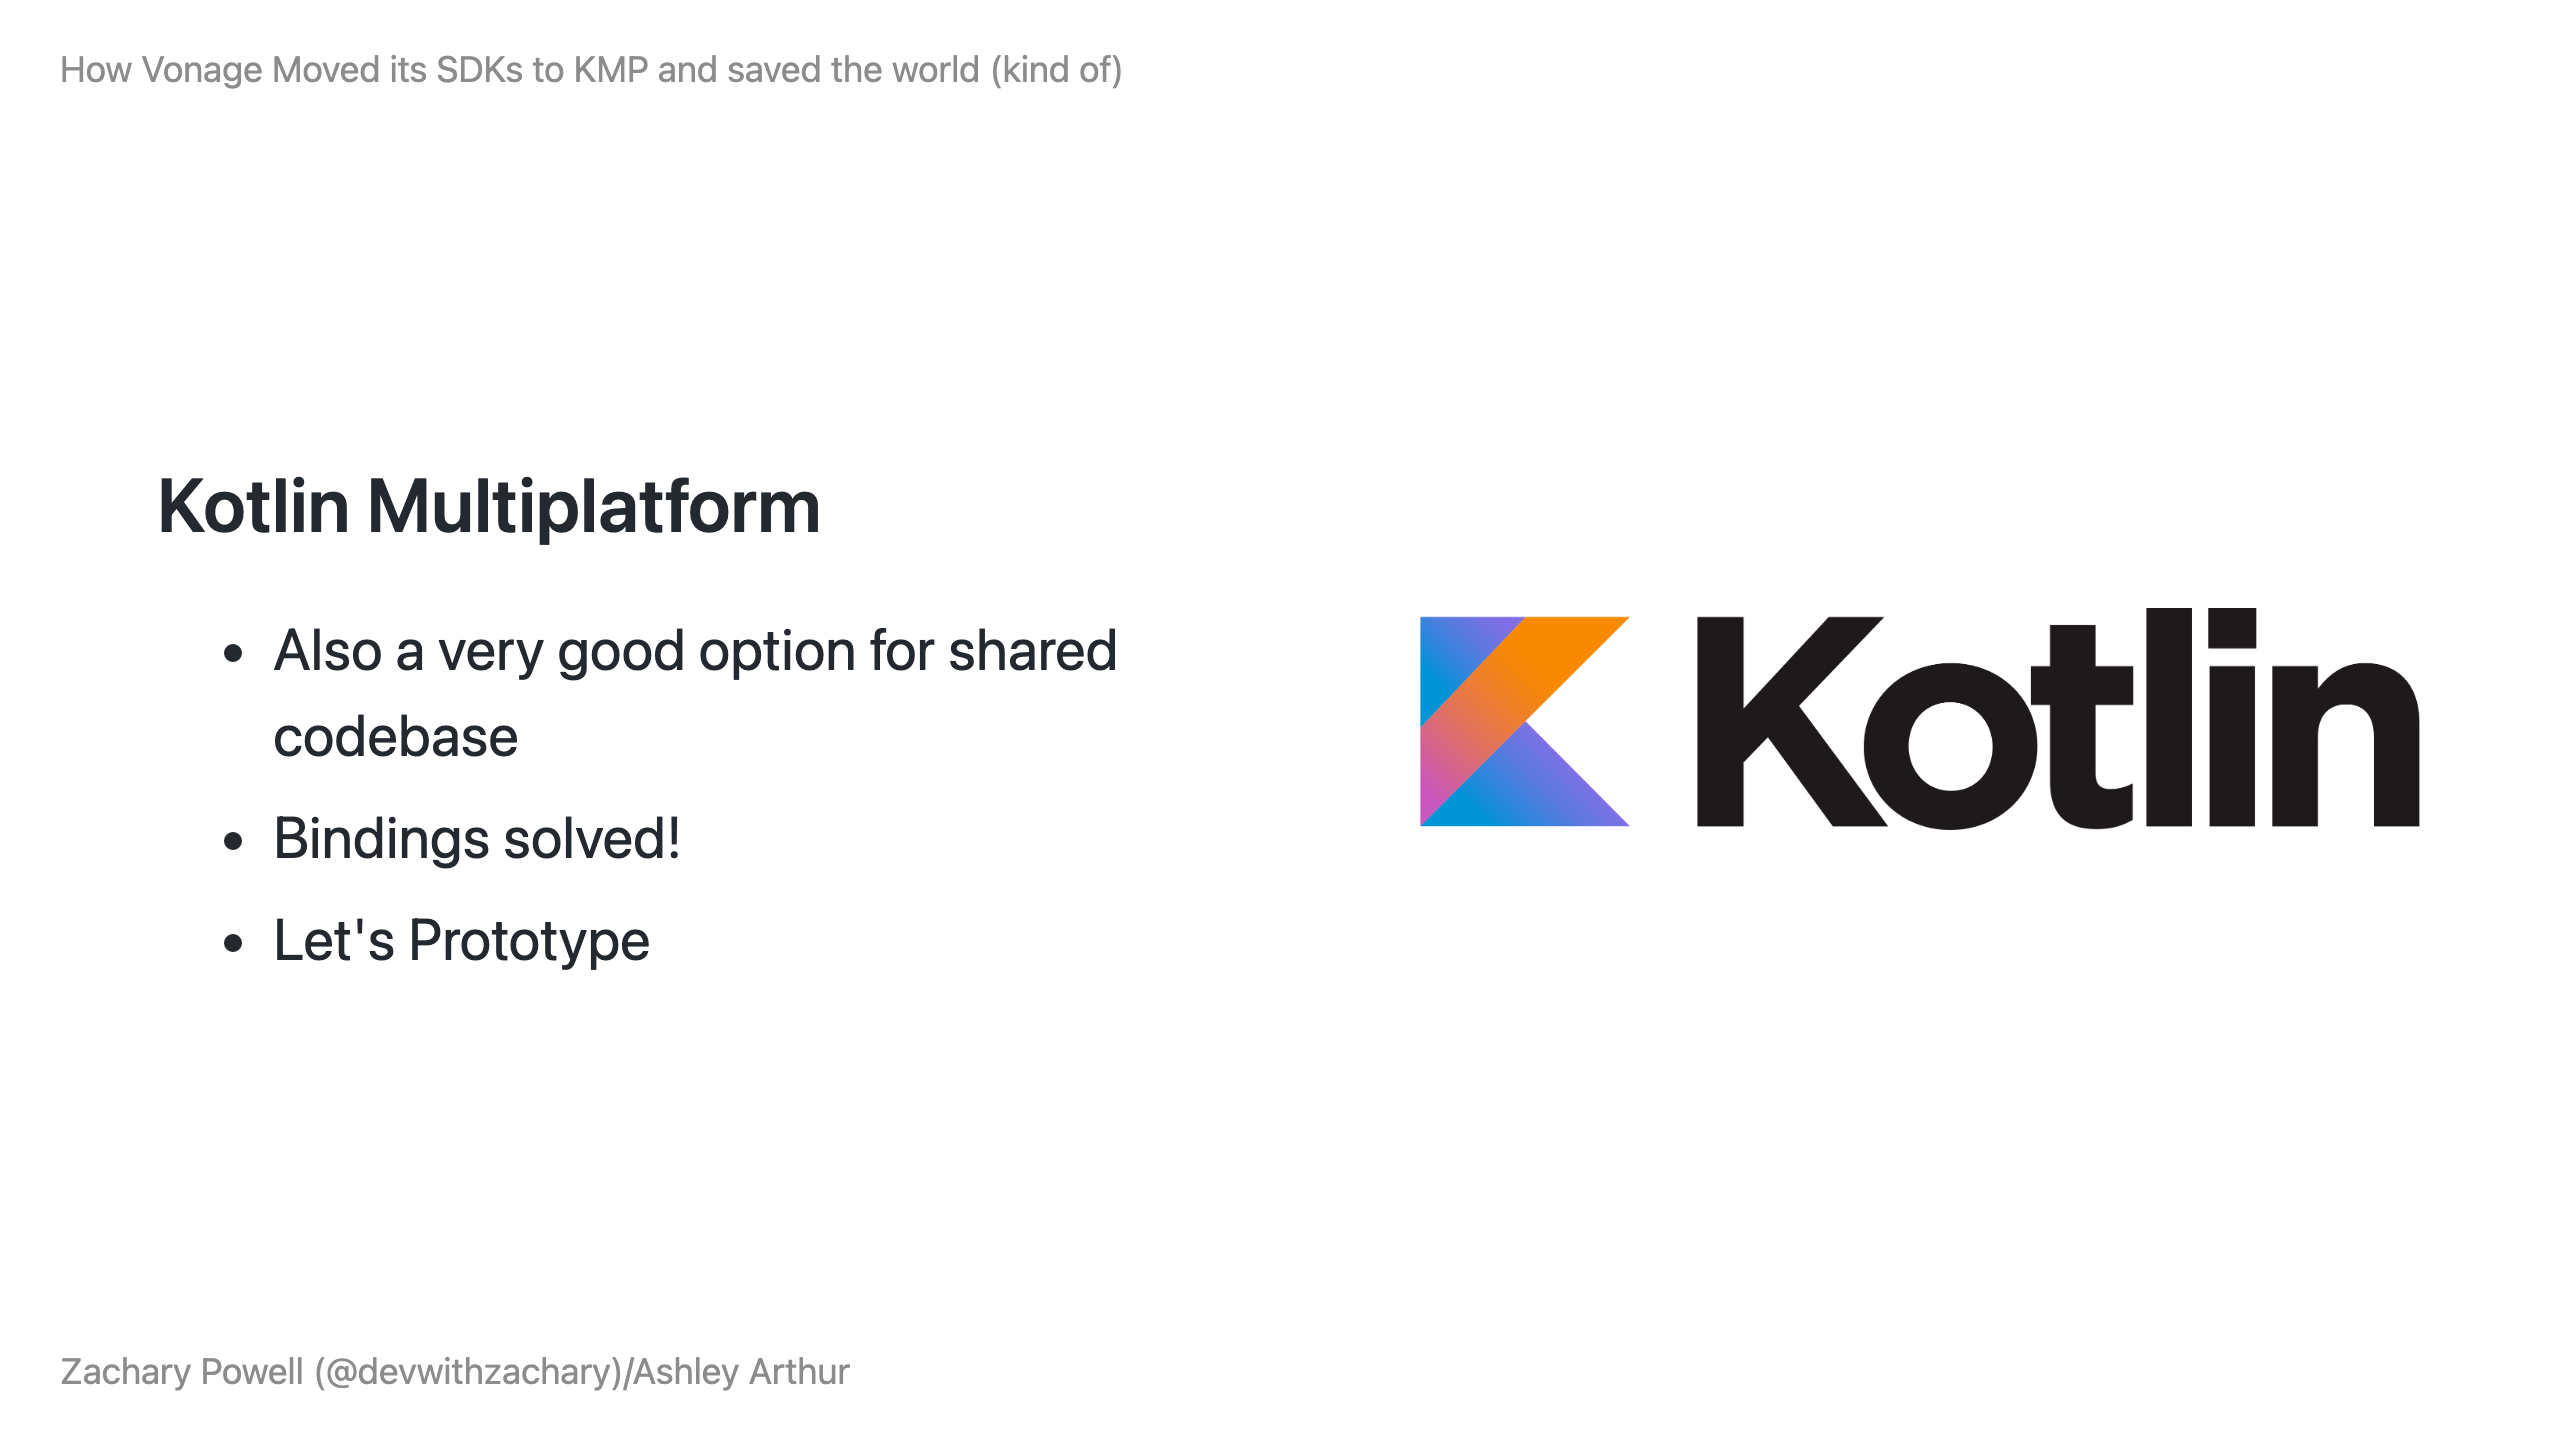 How Vonage Moved its SDKs to KMP and saved the world (kind of)
Kotlin Multiplatform
• Also a very good option for shared
codebase
• Bindings solved!
• Let's Prototype
Kotlin
Zachary Powell (@devwithzachary)/Ashley Arthur